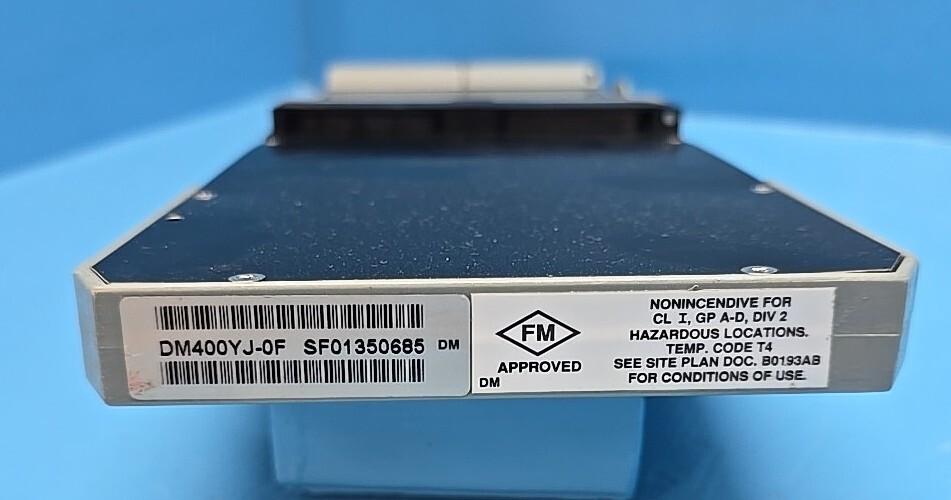 DM400YJ-0F SF01350685 DM
FM
APPROVED
DM
NONINCENDIVE FOR
CL I, GP A-D, DIV 2
HAZARDOUS LOCATIONS.
TEMP. CODE T4
SEE SITE PLAN DOC. B0193AB
FOR CONDITIONS OF USE.